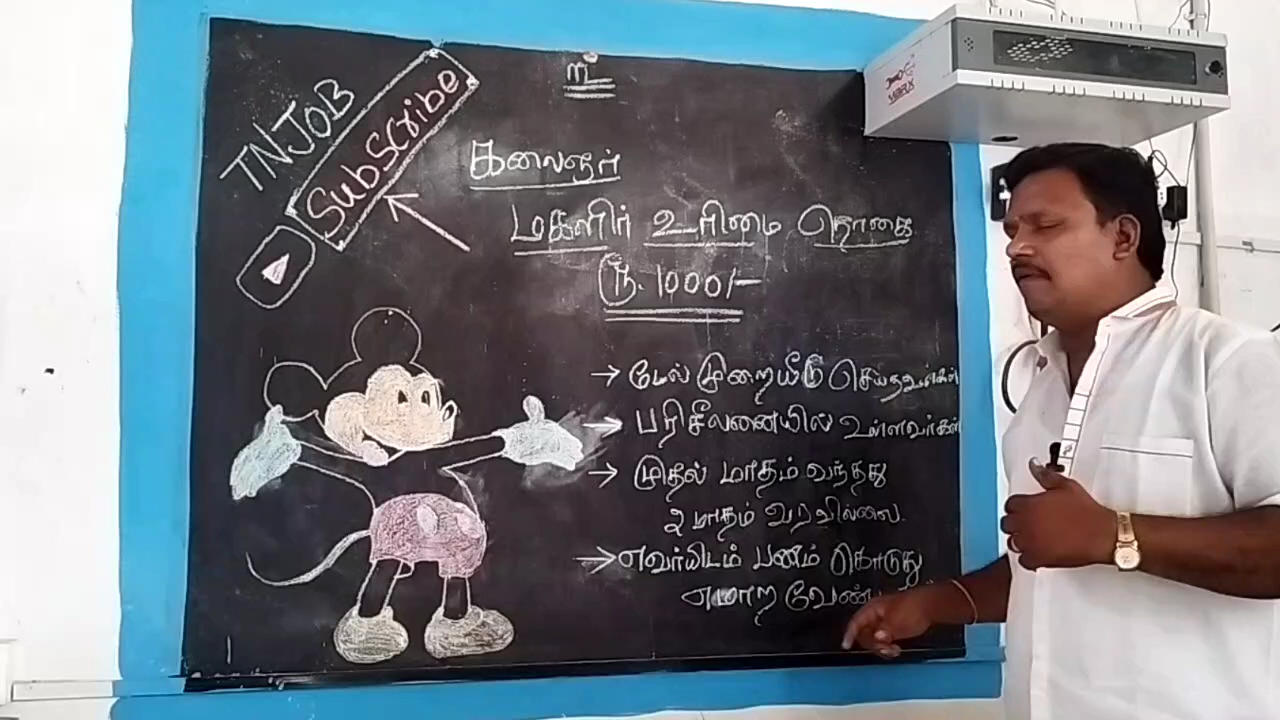 TNJOB
Subscribe
கலைஞர்
மகளிர் உரிமை தொகை
ரூ.1000/-
→ மேல் முறையீடு செய்தவர்கள்
→ பரிசீலனையில் உள்ளவர்கள்
→ முதல் மாதம் வந்தது
2 மாதம் வரவில்லை.
→ எவரிடம் பணம் கொடுது
ஏமாற